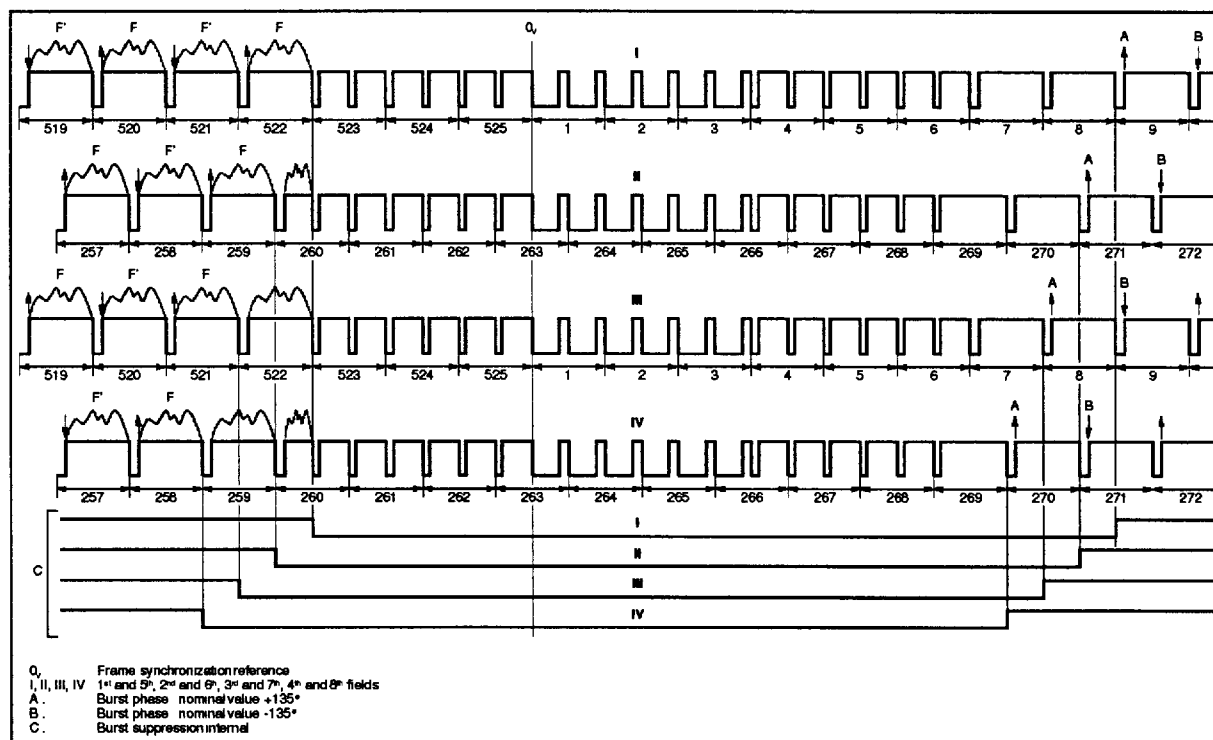 F' F F' F 0v A B
I
519 520 521 522 523 524 525 1 2 3 4 5 6 7 8 9
F F' F A B
II
257 258 259 260 261 262 263 264 265 266 267 268 269 270 271 272
F F' F A B
III
519 520 521 522 523 524 525 1 2 3 4 5 6 7 8 9
F' F A B
IV
257 258 259 260 261 262 263 264 265 266 267 268 269 270 271 272
I
II
C
III
IV
0v Frame synchronization reference
I, II, III, IV 1st and 5th, 2nd and 6th, 3rd and 7th, 4th and 8th fields
A . Burst phase nominal value +135°
B . Burst phase nominal value -135°
C . Burst suppression internal